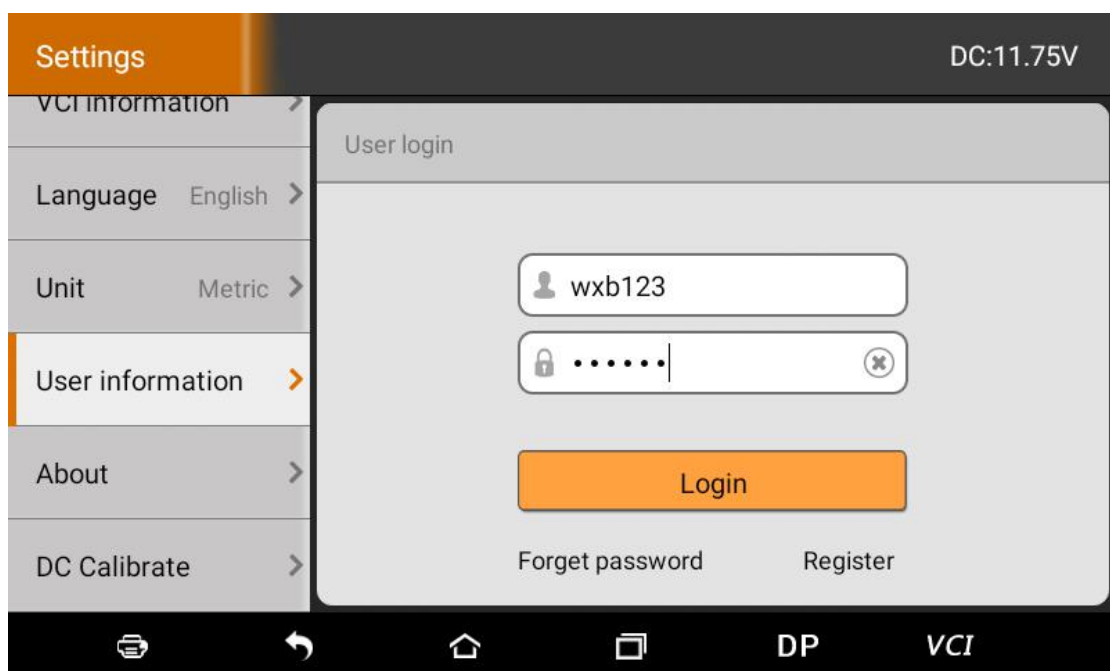 Settings
DC:11.75V
VCI information
User login
Language English
Unit Metric
wxb123
••••••
User information
Login
About
Forget password
Register
DC Calibrate
DP
VCI